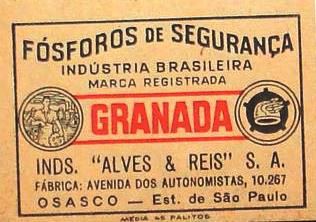 FÓSFOROS DE SEGURANÇA
INDÚSTRIA BRASILEIRA
MARCA REGISTRADA
GRANADA
INDS. "ALVES & REIS" S. A.
FÁBRICA: AVENIDA DOS AUTONOMISTAS, 10.267
OSASCO — Est. de São Paulo
MÉDIA 45 PALITOS